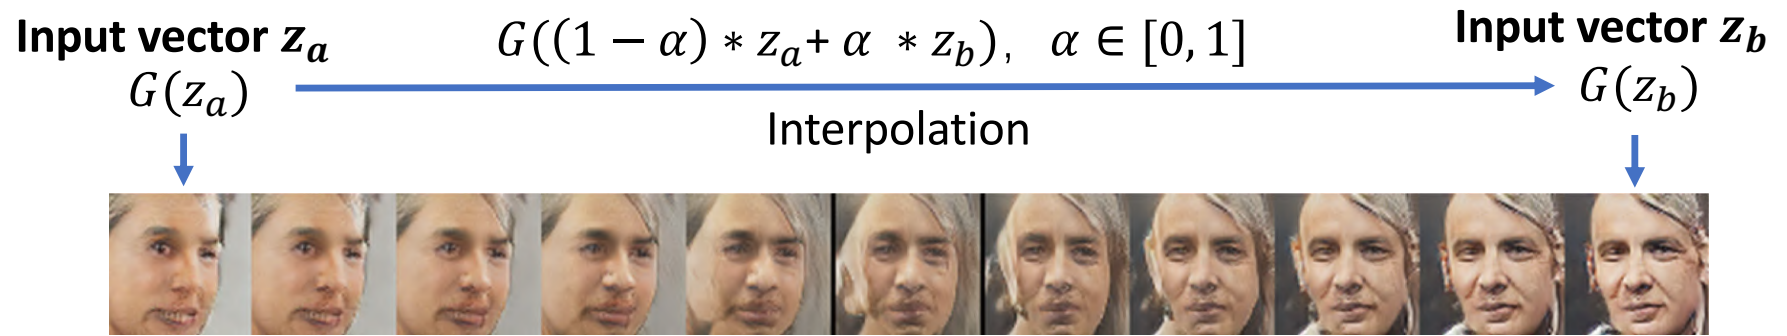 Input vector z_a
G((1 − α) * z_a + α * z_b), α ∈ [0, 1]
Input vector z_b
G(z_a)
G(z_b)
Interpolation